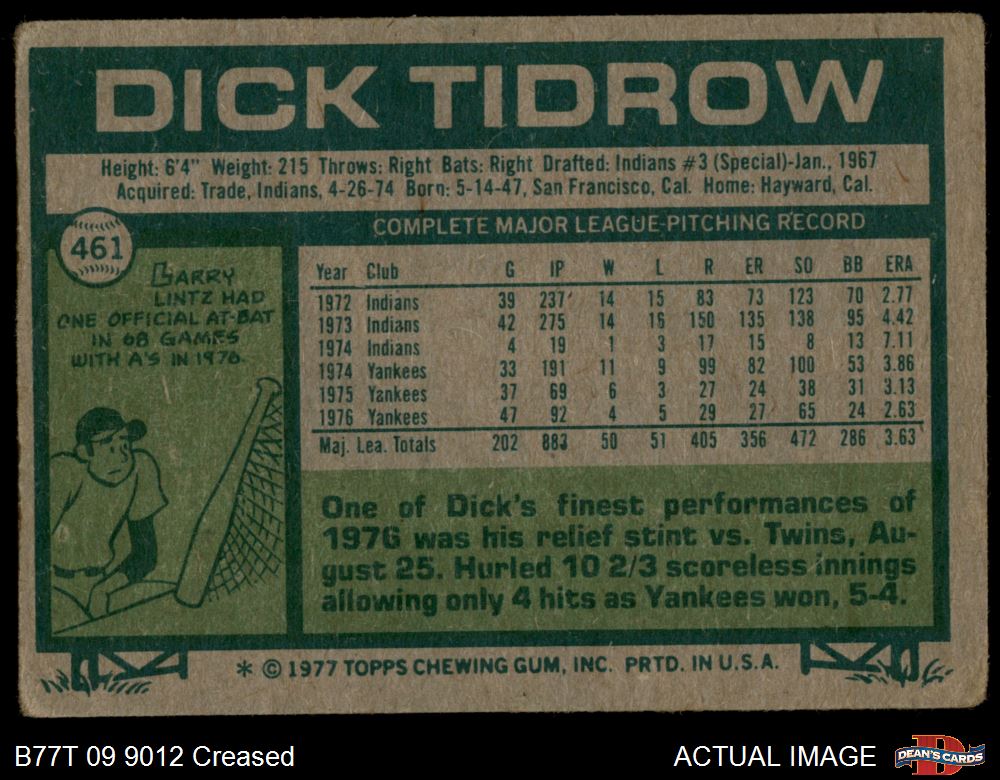 DICK TIDROW
Height: 6'4" Weight: 215 Throws: Right Bats: Right Drafted: Indians #3 (Special)-Jan., 1967
Acquired: Trade, Indians, 4-26-74 Born: 5-14-47, San Francisco, Cal. Home: Hayward, Cal.
461
LARRY
LINTZ HAD
ONE OFFICIAL AT-BAT
IN 68 GAMES
WITH A'S IN 1976.
COMPLETE MAJOR LEAGUE PITCHING RECORD
Year Club G IP W L R ER SO BB ERA
1972 Indians 39 237 14 15 83 73 123 70 2.77
1973 Indians 42 275 14 16 150 135 138 95 4.42
1974 Indians 4 19 1 3 17 15 8 13 7.11
1974 Yankees 33 191 11 9 99 82 100 53 3.86
1975 Yankees 37 69 6 3 27 24 38 31 3.13
1976 Yankees 47 92 4 5 29 27 65 24 2.63
Maj. Lea. Totals 202 883 50 51 405 356 472 286 3.63
One of Dick's finest performances of
1976 was his relief stint vs. Twins, Au-
gust 25. Hurled 10 2/3 scoreless innings
allowing only 4 hits as Yankees won, 5-4.
* © 1977 TOPPS CHEWING GUM, INC. PRTD. IN U.S.A.
B77T 09 9012 Creased
ACTUAL IMAGE
D
DEAN'S CARDS